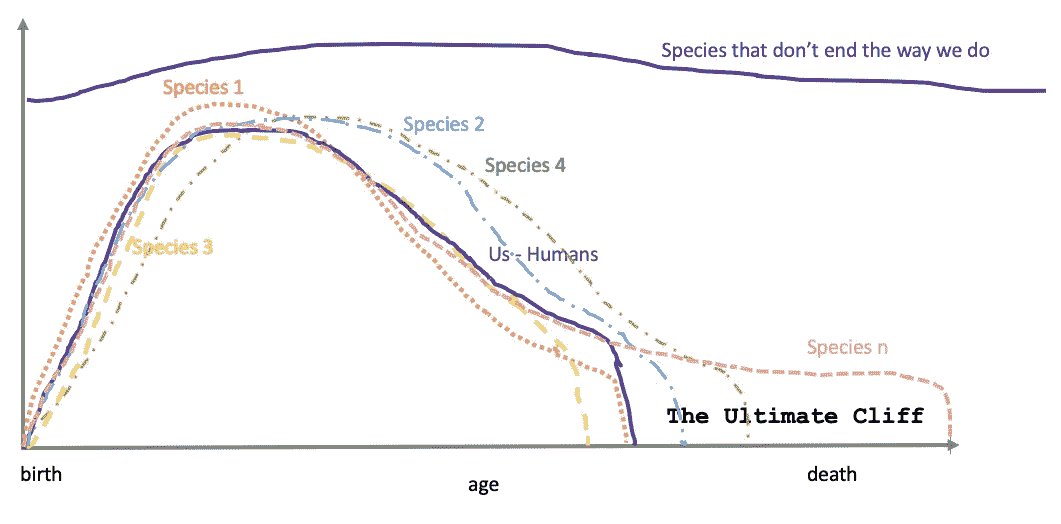 Species that don't end the way we do
Species 1
Species 2
Species 4
Species 3
Us - Humans
Species n
The Ultimate Cliff
birth
age
death